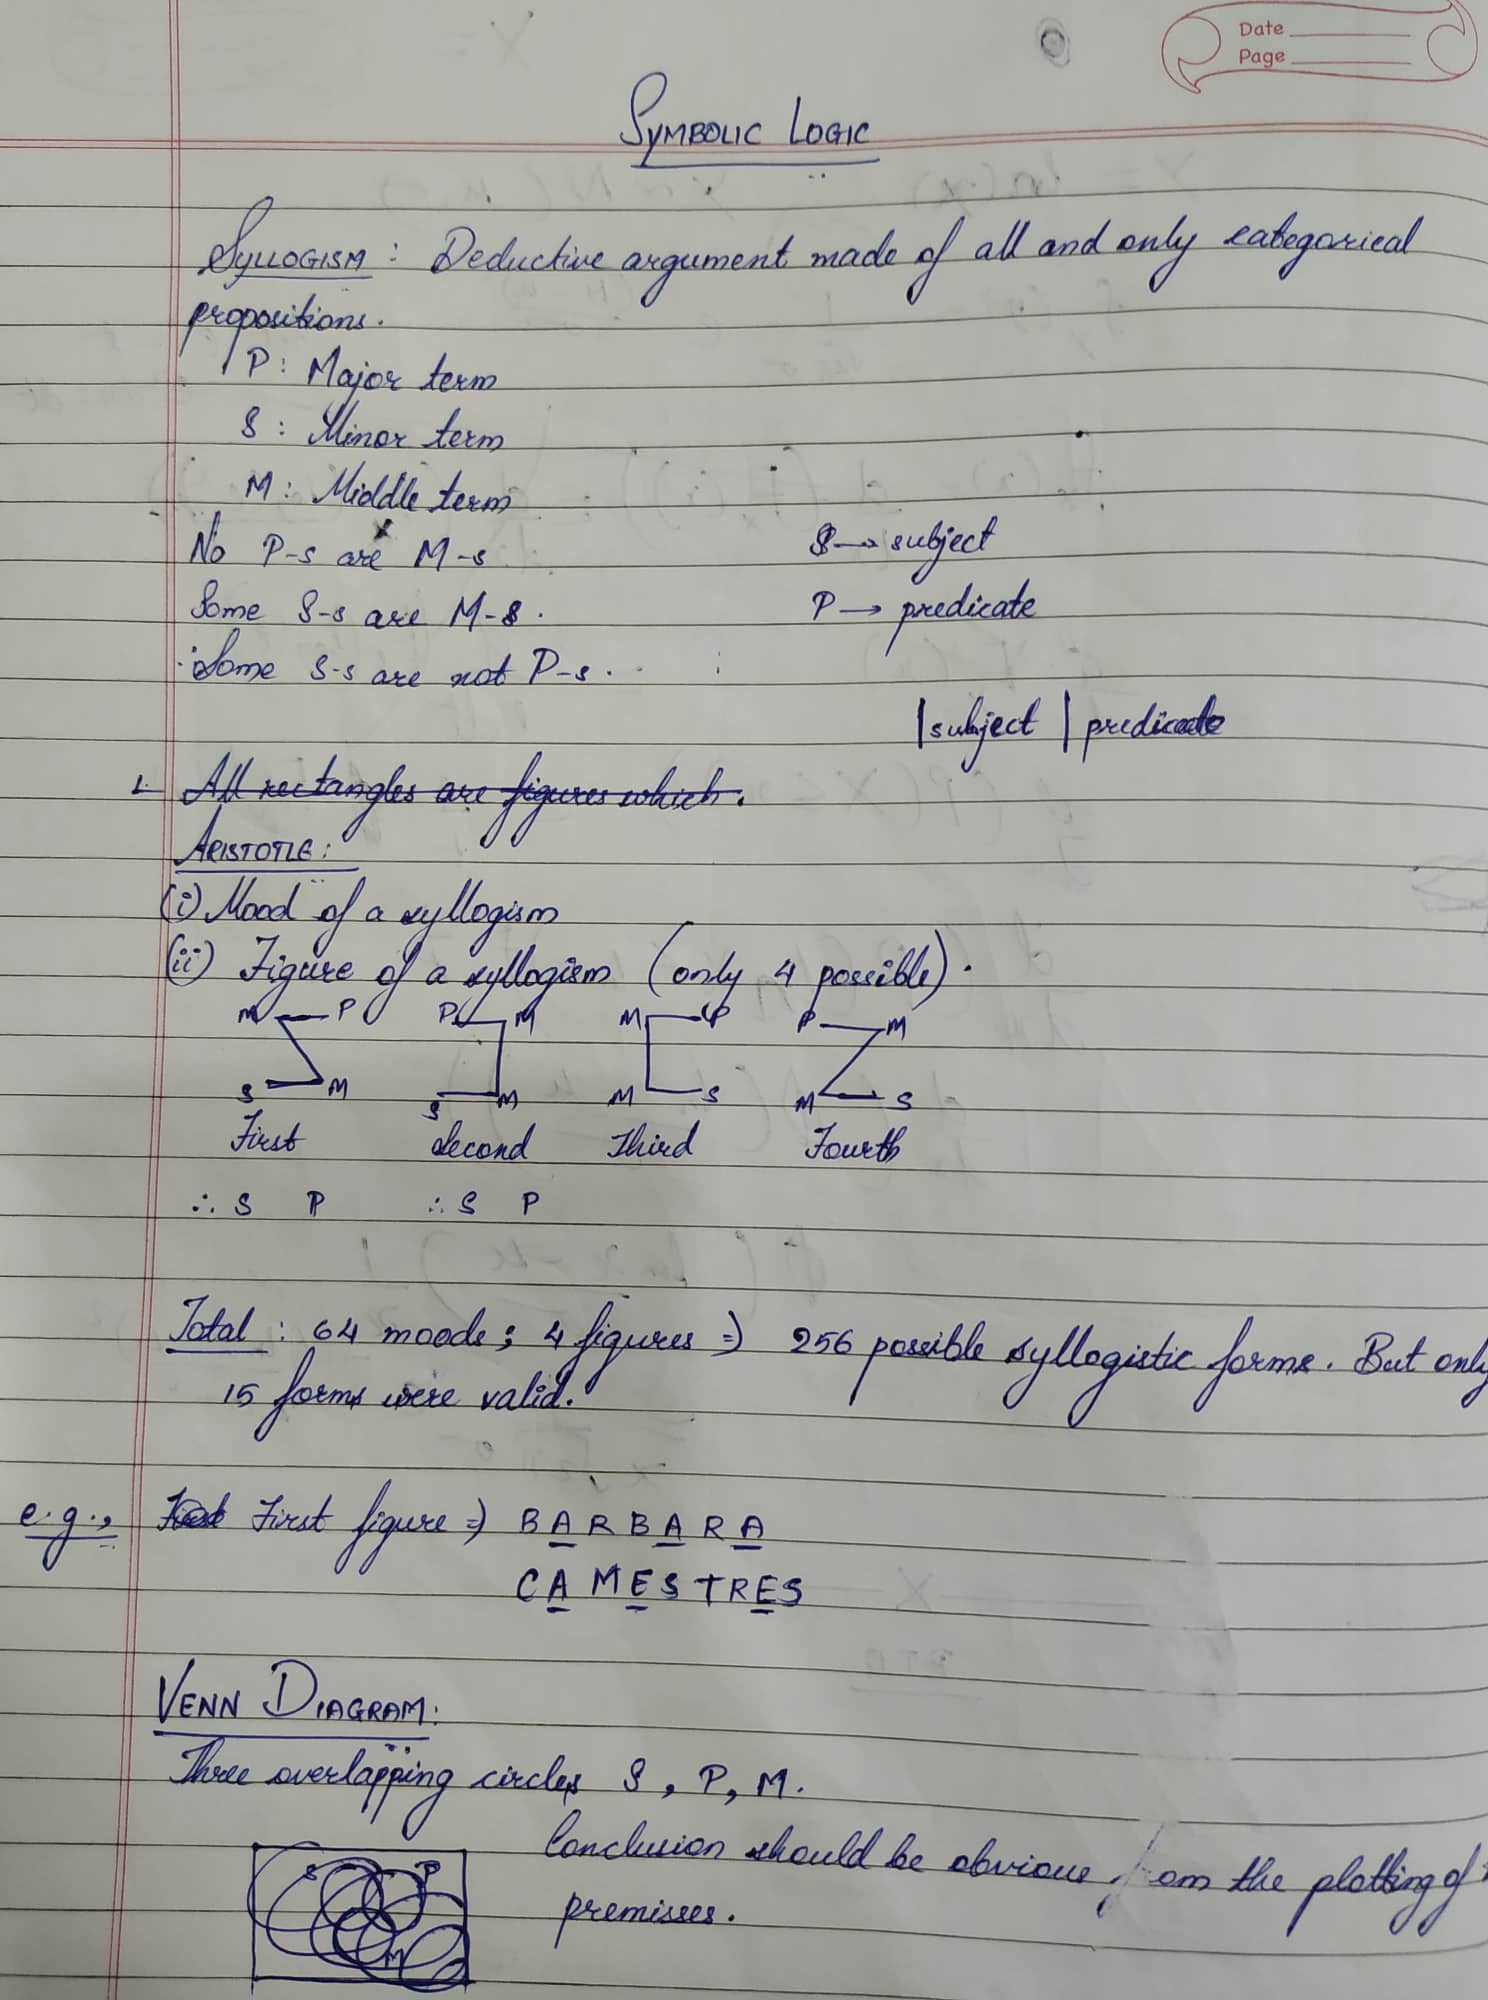 Date
Page
SYMBOLIC LOGIC
SYLLOGISM : Deductive argument made of all and only categorical
propositions.
P : Major term
S : Minor term
M : Middle term
No P-s are M-s
S → subject
Some S-s are M-s.
P → predicate
∴ Some S-s are not P-s.
| subject | predicate
1. All rectangles are figures which.
ARISTOTLE :
(i) Mood of a syllogism
(ii) Figure of a syllogism (only 4 possible).
M P P M M P P M
S M S M M S M S
First Second Third Fourth
∴ S P ∴ S P
Total : 64 moods; 4 figures ⇒ 256 possible syllogistic forms. But only
15 forms were valid.
e.g., First figure ⇒ BARBARA
CAMESTRES
VENN DIAGRAM :
Three overlapping circles S, P, M.
Conclusion should be obvious from the plotting of
premisses.
S P
M